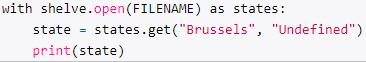 with shelve.open(FILENAME) as states:
    state = states.get("Brussels", "Undefined")
    print(state)